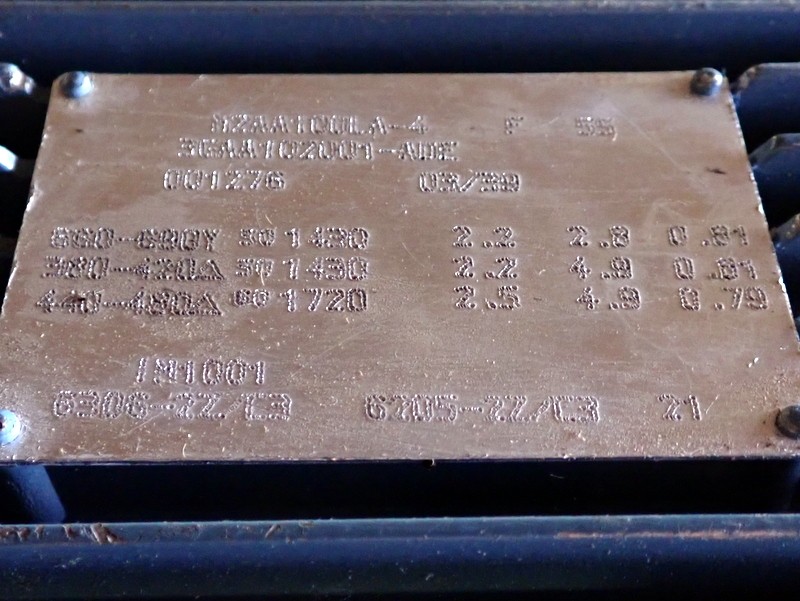 M2AA100LA-4 F 55
3GAA102001-ADE
001276 03/39
660-690Y 50 1430 2.2 2.8 0.81
380-420Δ 50 1430 2.2 4.9 0.81
440-480Δ 60 1720 2.5 4.9 0.79
IM1001
6306-2Z/C3 6205-2Z/C3 21